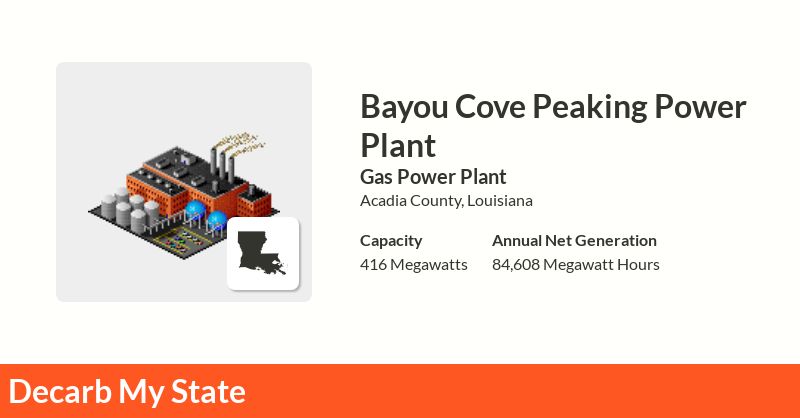 Bayou Cove Peaking Power
Plant
Gas Power Plant
Acadia County, Louisiana
Capacity
416 Megawatts
Annual Net Generation
84,608 Megawatt Hours
Decarb My State